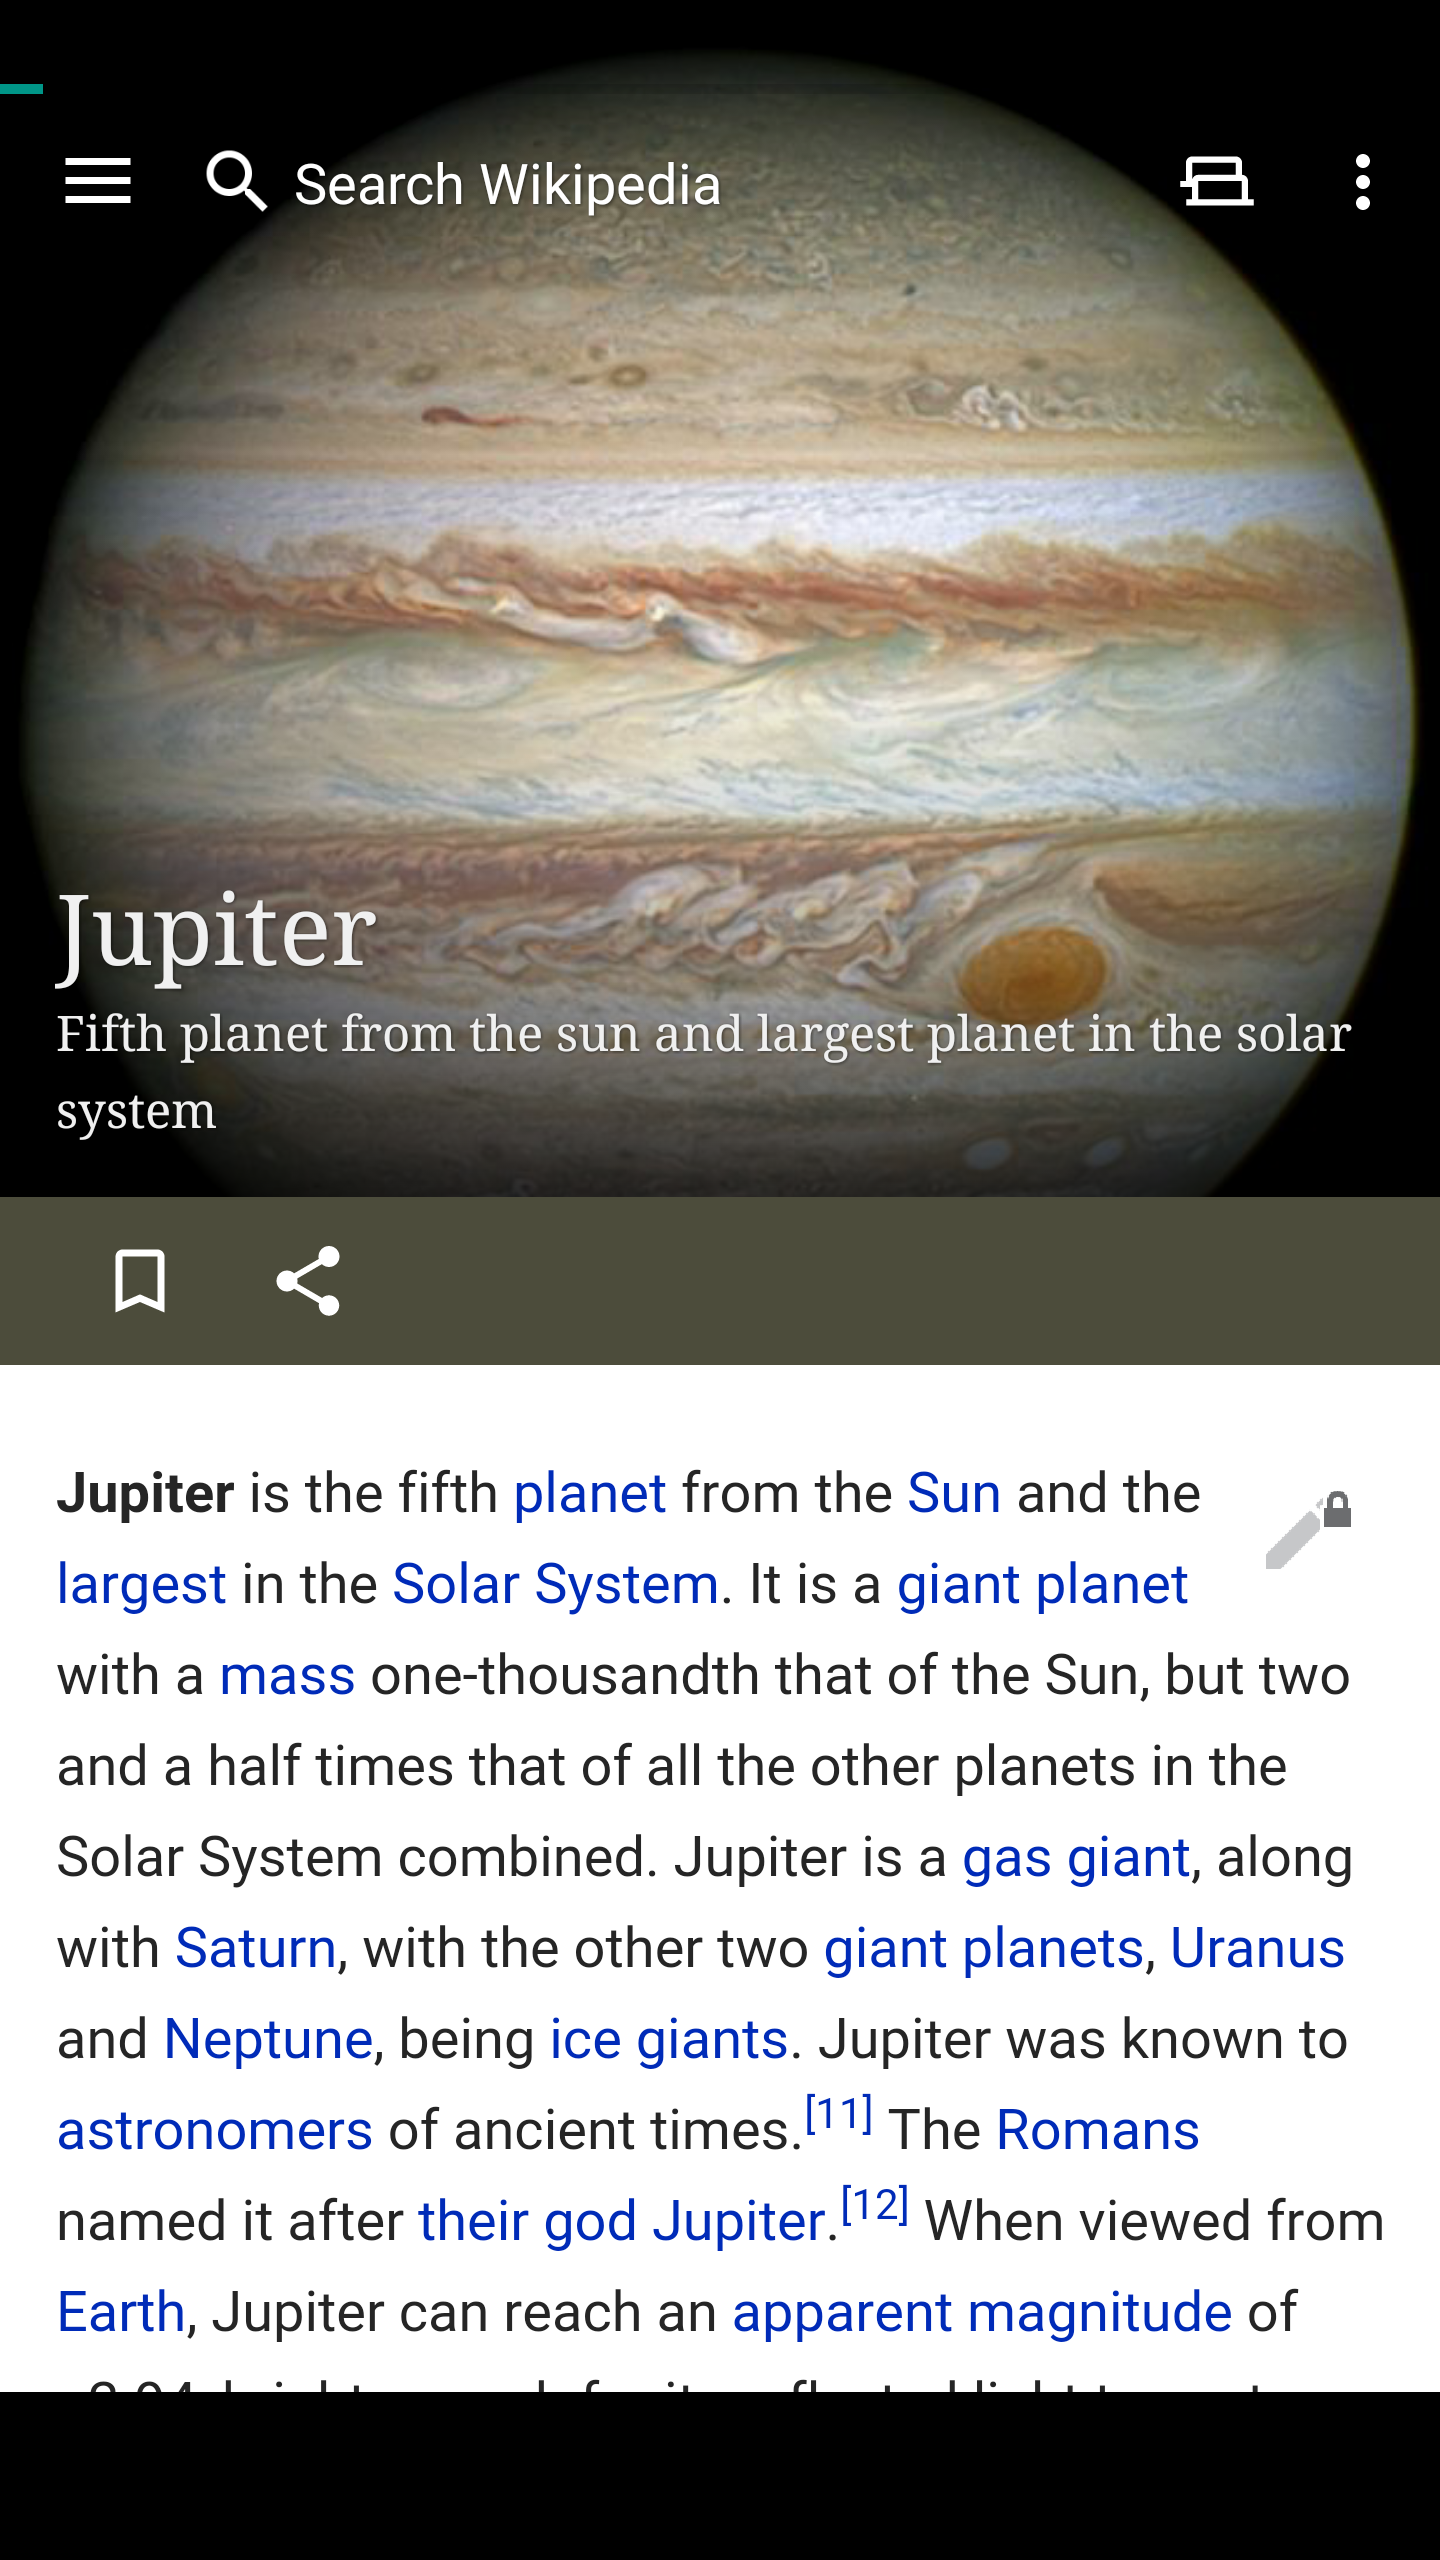 Search Wikipedia
Jupiter
Fifth planet from the sun and largest planet in the solar
system
Jupiter is the fifth planet from the Sun and the
largest in the Solar System. It is a giant planet
with a mass one-thousandth that of the Sun, but two
and a half times that of all the other planets in the
Solar System combined. Jupiter is a gas giant, along
with Saturn, with the other two giant planets, Uranus
and Neptune, being ice giants. Jupiter was known to
astronomers of ancient times.[11] The Romans
named it after their god Jupiter.[12] When viewed from
Earth, Jupiter can reach an apparent magnitude of